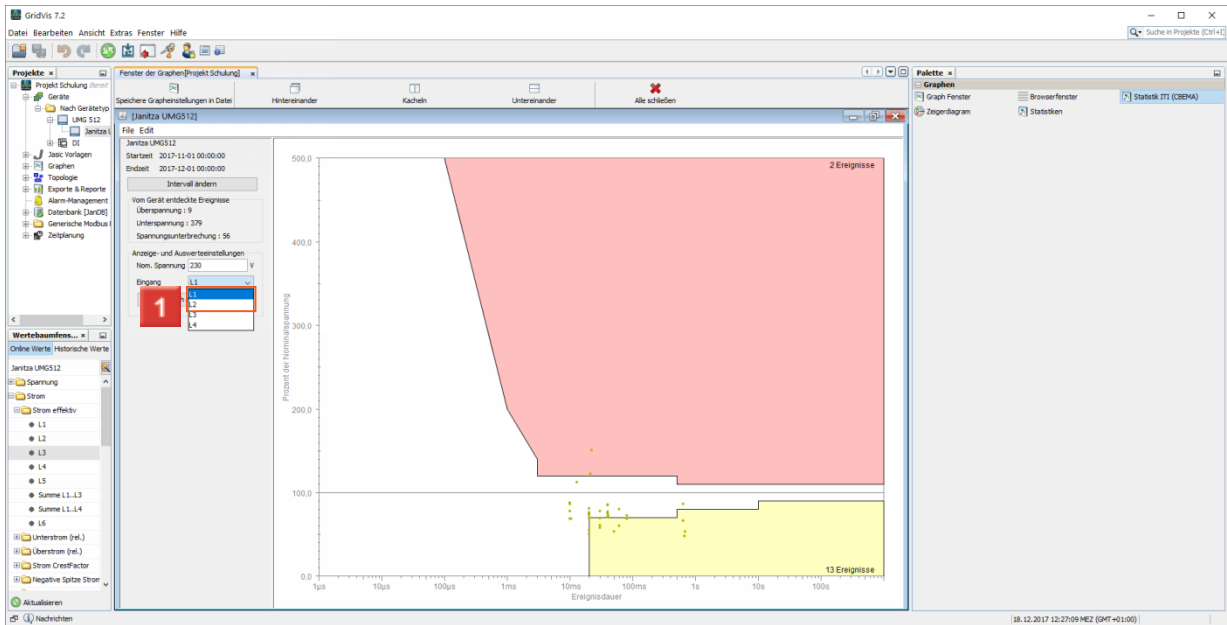 GridVis 7.2
Datei Bearbeiten Ansicht Extras Fenster Hilfe
Suche in Projekte (Ctrl+I)
Projekte
Projekt Schulung Bereit
Geräte
Nach Gerätetyp
UMG 512
Janitza U
DI
Jasic Vorlagen
Graphen
Topologie
Exporte & Reporte
Alarm-Management
Datenbank [JanDB]
Generische Modbus
Zeitplanung
Wertebaumfens...
Online Werte Historische Werte
Janitza UMG512
Spannung
Strom
Strom effektiv
L1
L2
L3
L4
L5
Summe L1..L3
Summe L1..L4
L6
Unterstrom (rel.)
Überstrom (rel.)
Strom CrestFactor
Negative Spitze Strom
Aktualisieren
Nachrichten
Fenster der Graphen[Projekt Schulung]
Speichere Grapheinstellungen in Datei Hintereinander Kacheln Untereinander Alle schließen
[Janitza UMG512]
File Edit
Janitza UMG512
Startzeit 2017-11-01 00:00:00
Endzeit 2017-12-01 00:00:00
Intervall ändern
Vom Gerät entdeckte Ereignisse
Überspannung : 9
Unterspannung : 379
Spannungsunterbrechung : 56
Anzeige- und Auswerteeinstellungen
Nom. Spannung 230 V
Eingang L1
L1
L2
L3
L4
1
500,0
400,0
300,0
200,0
100,0
0,0
Prozent der Nominalspannung
2 Ereignisse
13 Ereignisse
1µs 10µs 100µs 1ms 10ms 100ms 1s 10s 100s
Ereignisdauer
Palette
Graphen
Graph Fenster Browserfenster Statistik ITI (CBEMA)
Zeigerdiagram Statistiken
18.12.2017 12:27:09 MEZ (GMT+01:00)